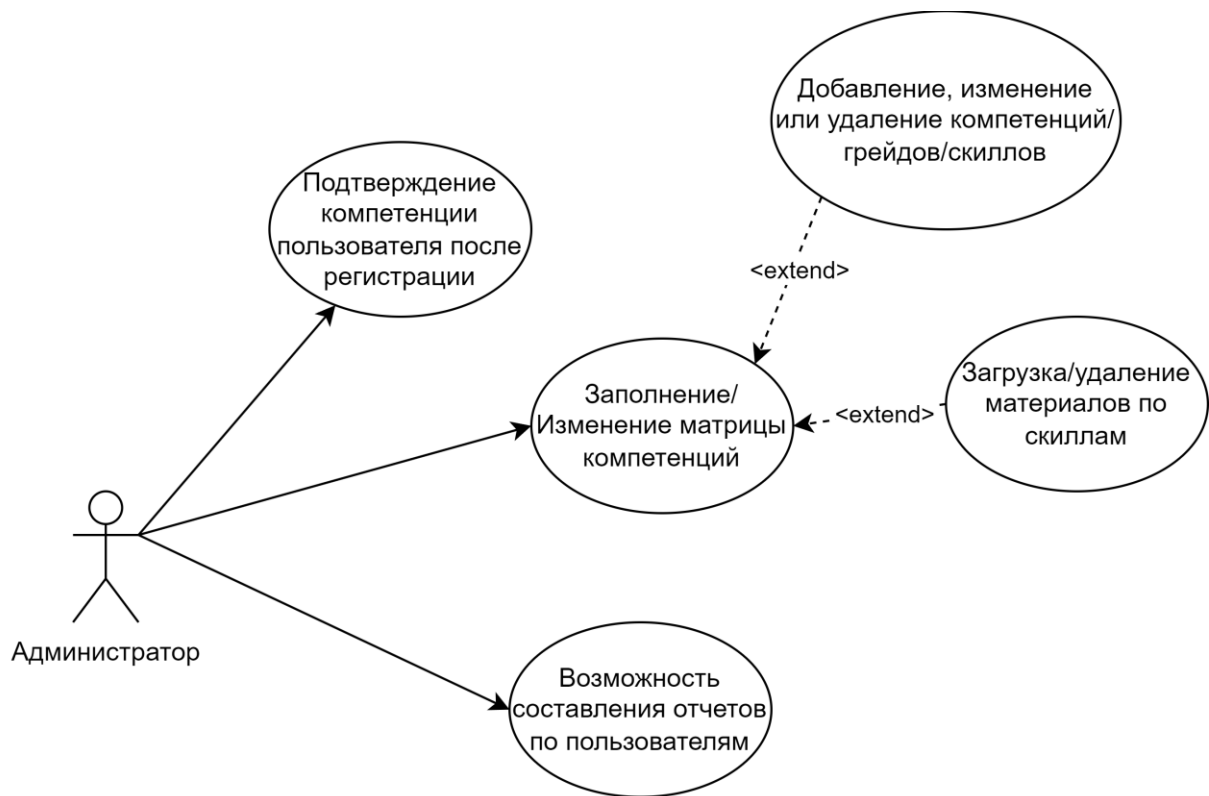 Добавление, изменение
или удаление компетенций/
грейдов/скиллов
Подтверждение
компетенции
пользователя после
регистрации
<extend>
Заполнение/
Изменение матрицы
компетенций
<extend>
Загрузка/удаление
материалов по
скиллам
Администратор
Возможность
составления отчетов
по пользователям